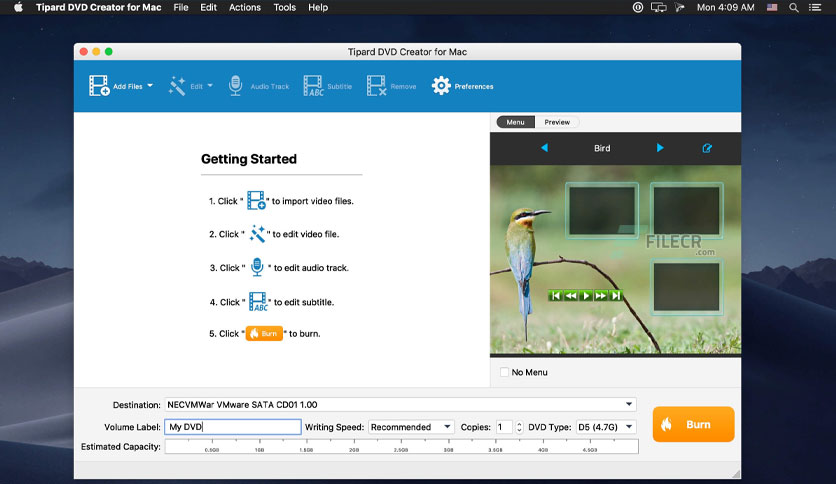 Tipard DVD Creator for Mac File Edit Actions Tools Help Mon 4:09 AM
Tipard DVD Creator for Mac
Add Files Edit Audio Track ABC Subtitle Remove Preferences
Menu Preview
Bird
Getting Started
1. Click " " to import video files.
2. Click " " to edit video file.
3. Click " " to edit audio track.
4. Click " ABC " to edit subtitle.
5. Click " Burn " to burn.
FILECR
.com
No Menu
Destination: NECVMWar VMware SATA CD01 1.00
Volume Label: My DVD Writing Speed: Recommended Copies: 1 DVD Type: D5 (4.7G)
Burn
Estimated Capacity: 0.5GB 1GB 1.5GB 2GB 2.5GB 3GB 3.5GB 4GB 4.5GB